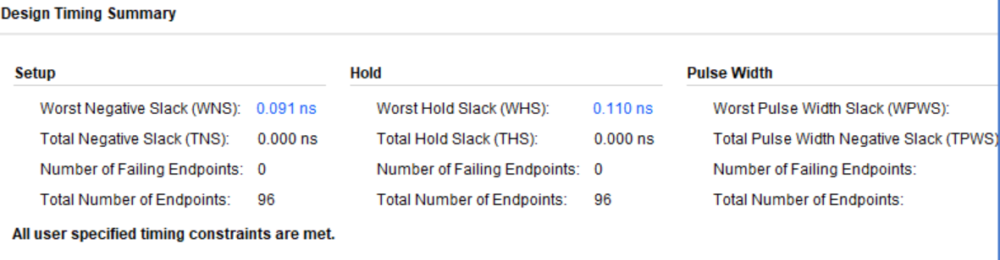 Design Timing Summary
Setup
Hold
Pulse Width
Worst Negative Slack (WNS): 0.091 ns
Worst Hold Slack (WHS): 0.110 ns
Worst Pulse Width Slack (WPWS):
Total Negative Slack (TNS): 0.000 ns
Total Hold Slack (THS): 0.000 ns
Total Pulse Width Negative Slack (TPWS)
Number of Failing Endpoints: 0
Number of Failing Endpoints: 0
Number of Failing Endpoints:
Total Number of Endpoints: 96
Total Number of Endpoints: 96
Total Number of Endpoints:
All user specified timing constraints are met.